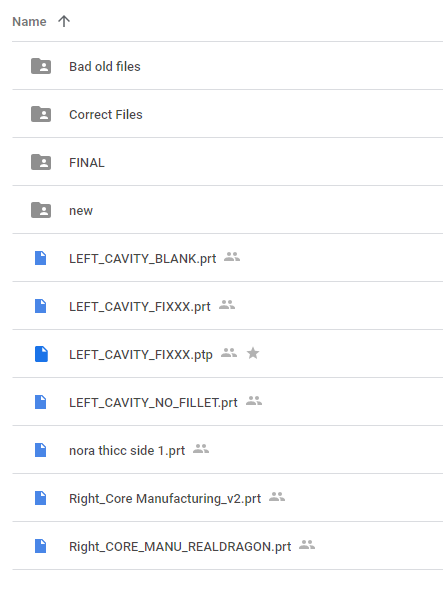 Name
Bad old files
Correct Files
FINAL
new
LEFT_CAVITY_BLANK.prt
LEFT_CAVITY_FIXXX.prt
LEFT_CAVITY_FIXXX.ptp
LEFT_CAVITY_NO_FILLET.prt
nora thicc side 1.prt
Right_Core Manufacturing_v2.prt
Right_CORE_MANU_REALDRAGON.prt